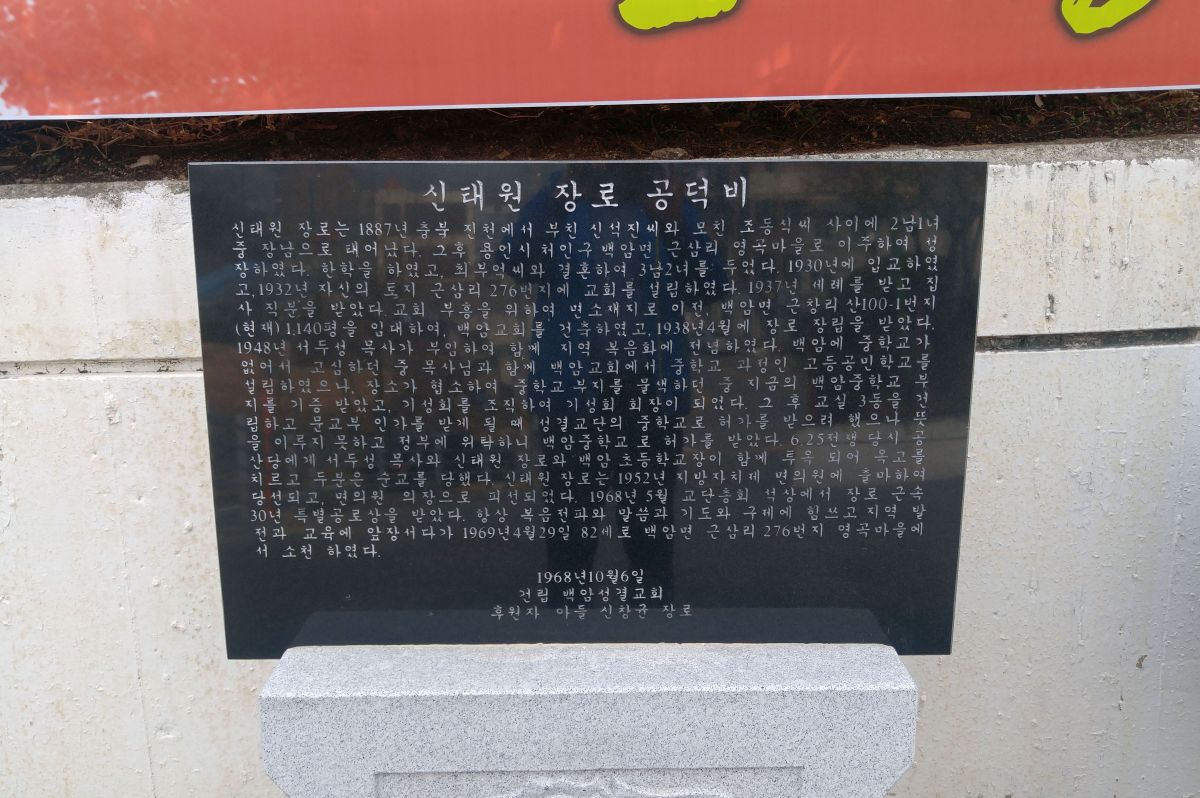 신태원 장로 공덕비
신태원 장로는 1887년 충북 진천에서 부친 신석진씨와 모친 조동식씨 사이에 2남1녀
중 장남으로 태어났다. 그후 용인시 처인구 백암면 근삼리 영곡마을로 이주하여 성
장하였다. 한학을 하였고, 최부억씨와 결혼하여 3남2녀를 두었다. 1930년에 입교하였
고, 1932년 자신의 토지 근삼리 276번지에 교회를 설립하였다. 1937년 세례를 받고 집
사 직분을 받았다. 교회 부흥을 위하여 면소재지로 이전, 백암면 근창리 산100-1번지
(현재) 1,140평을 임대하여, 백암교회를 건축하였고, 1938년4월에 장로 장립을 받았다.
1948년 서두성 목사가 부임하여 함께 지역 복음화에 전념하였다. 백암에 중학교가
없어서 고심하던 중 목사님과 함께 백암교회에서 중학교 과정인 고등공민학교를
설립하였으나, 장소가 협소하여 중학교 부지를 물색하던 중 지금의 백암중학교 부
지를 기증 받았고, 기성회를 조직하여 기성회 회장이 되었다. 그 후 교실 3동을 건
립하고 문교부 인가를 받게 될 때 성결교단의 중학교로 허가를 받으려 했으나 뜻
을 이루지 못하고 정부에 위탁하니 백암중학교로 허가를 받았다. 6.25전쟁 당시 공
산당에게 서두성 목사와 신태원 장로와 백암 초등학교장이 함께 투옥 되어 옥고를
치르고 두분은 순교를 당했다. 신태원 장로는 1952년 지방자치제 면의원에 출마하여
당선되고, 면의원 의장으로 피선되었다. 1968년 5월 교단총회 석상에서 장로 근속
30년 특별공로상을 받았다. 항상 복음전파와 말씀과 기도와 구제에 힘쓰고 지역 발
전과 교육에 앞장서다가 1969년4월29일 82세로 백암면 근삼리 276번지 영곡마을에
서 소천 하였다.
1968년10월6일
건립 백암성결교회
후원자 아들 신창균 장로